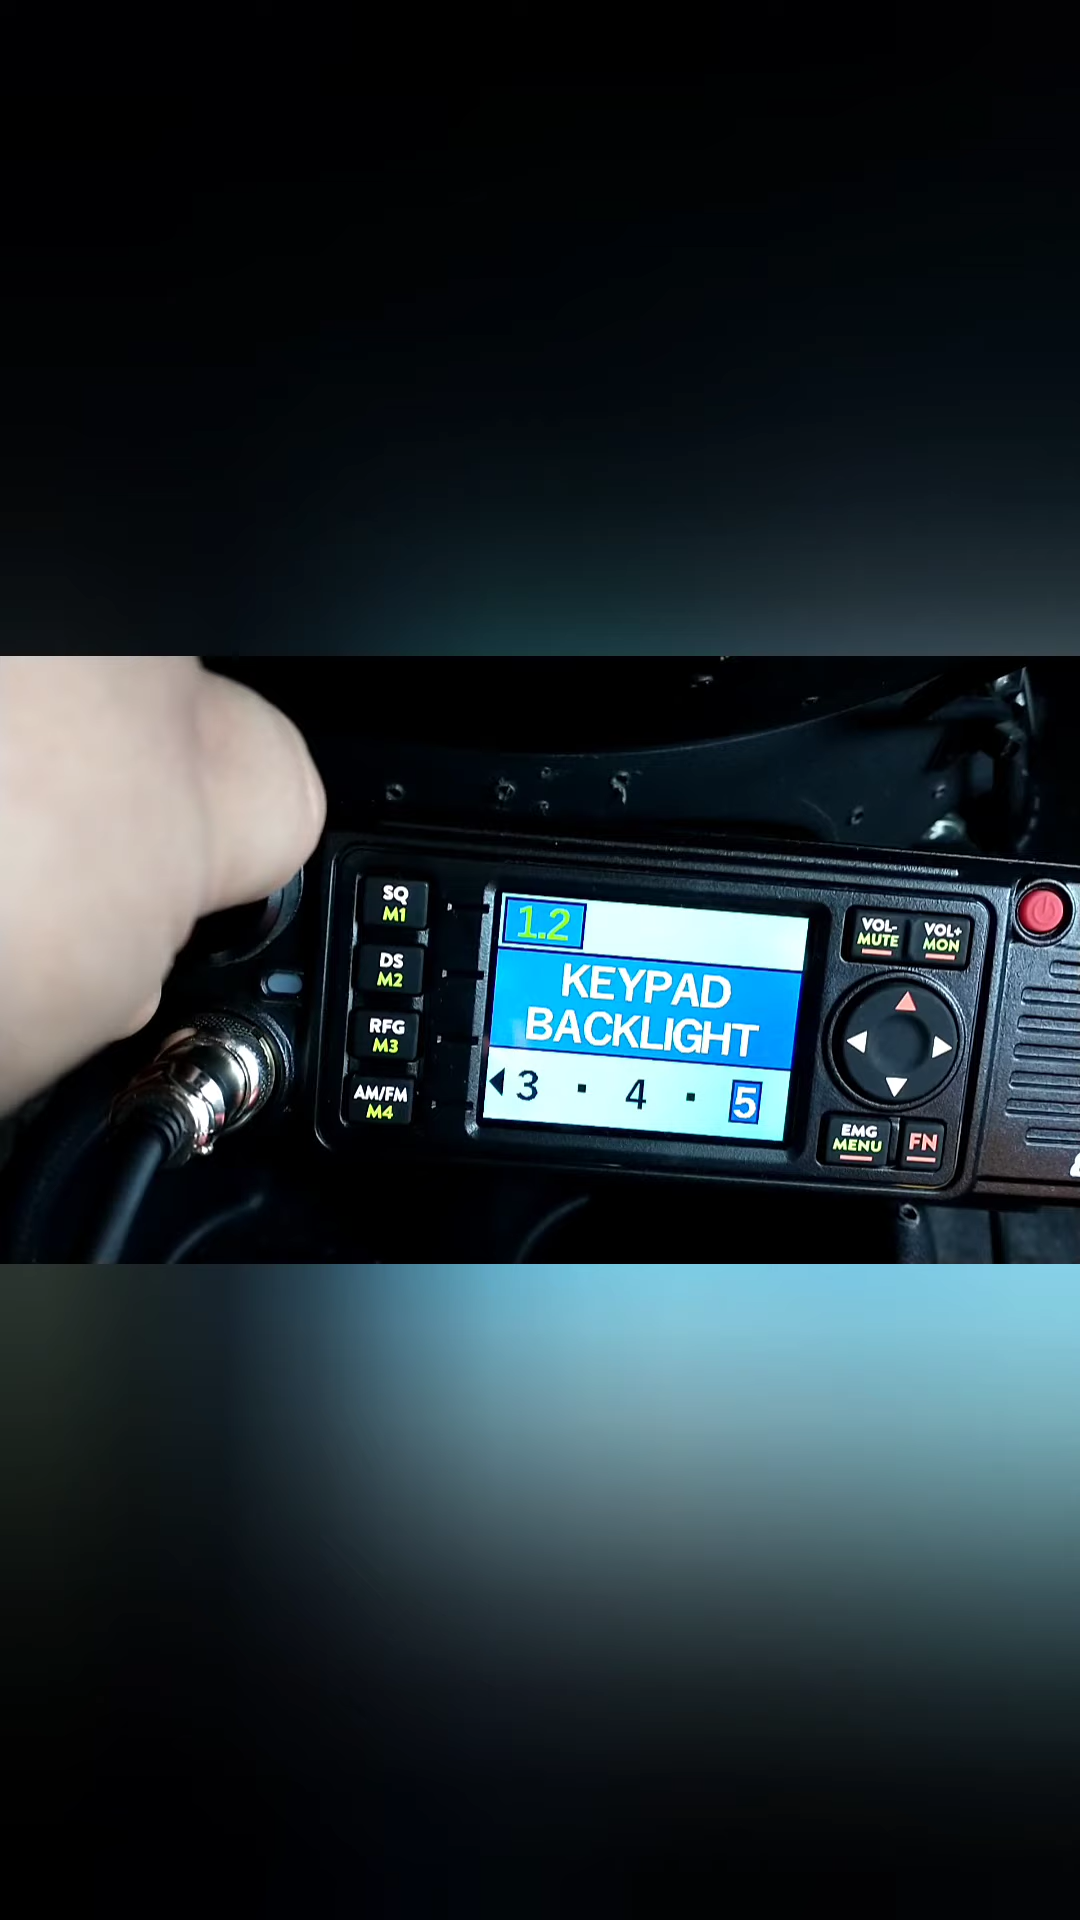 SQ
M1
DS
M2
RFG
M3
AM/FM
M4
1.2
KEYPAD
BACKLIGHT
3 · 4 · 5
VOL-
MUTE
VOL+
MON
EMG
MENU
FN